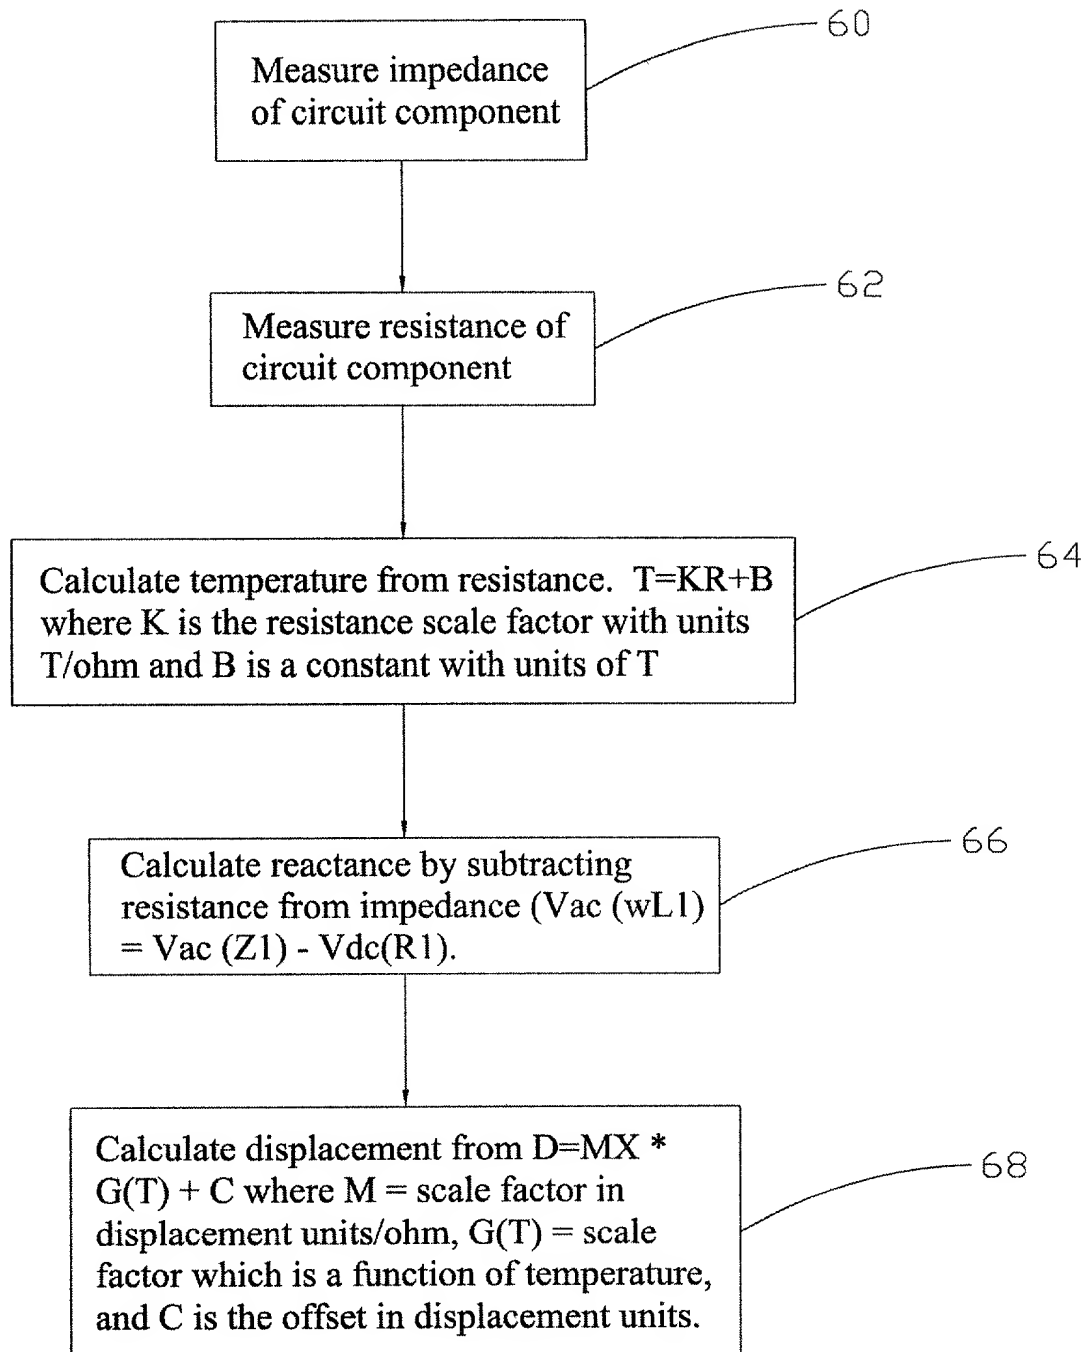 60
Measure impedance
of circuit component
62
Measure resistance of
circuit component
64
Calculate temperature from resistance.  T=KR+B
where K is the resistance scale factor with units
T/ohm and B is a constant with units of T
66
Calculate reactance by subtracting
resistance from impedance (Vac (wL1)
= Vac (Z1) - Vdc(R1).
68
Calculate displacement from D=MX *
G(T) + C where M = scale factor in
displacement units/ohm, G(T) = scale
factor which is a function of temperature,
and C is the offset in displacement units.